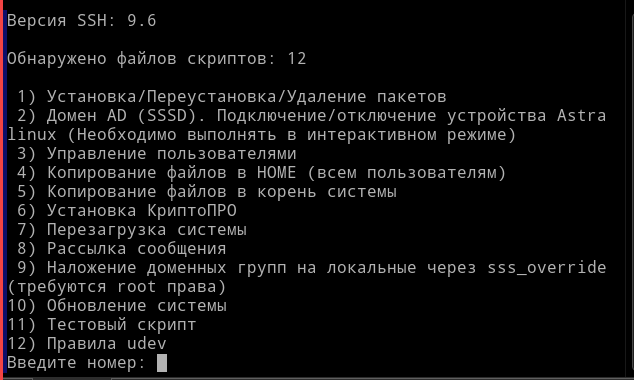 Версия SSH: 9.6
Обнаружено файлов скриптов: 12
1) Установка/Переустановка/Удаление пакетов
2) Домен AD (SSSD). Подключение/отключение устройства Astra
linux (Необходимо выполнять в интерактивном режиме)
3) Управление пользователями
4) Копирование файлов в HOME (всем пользователям)
5) Копирование файлов в корень системы
6) Установка КриптоПРО
7) Перезагрузка системы
8) Рассылка сообщения
9) Наложение доменных групп на локальные через sss_override
(требуются root права)
10) Обновление системы
11) Тестовый скрипт
12) Правила udev
Введите номер: